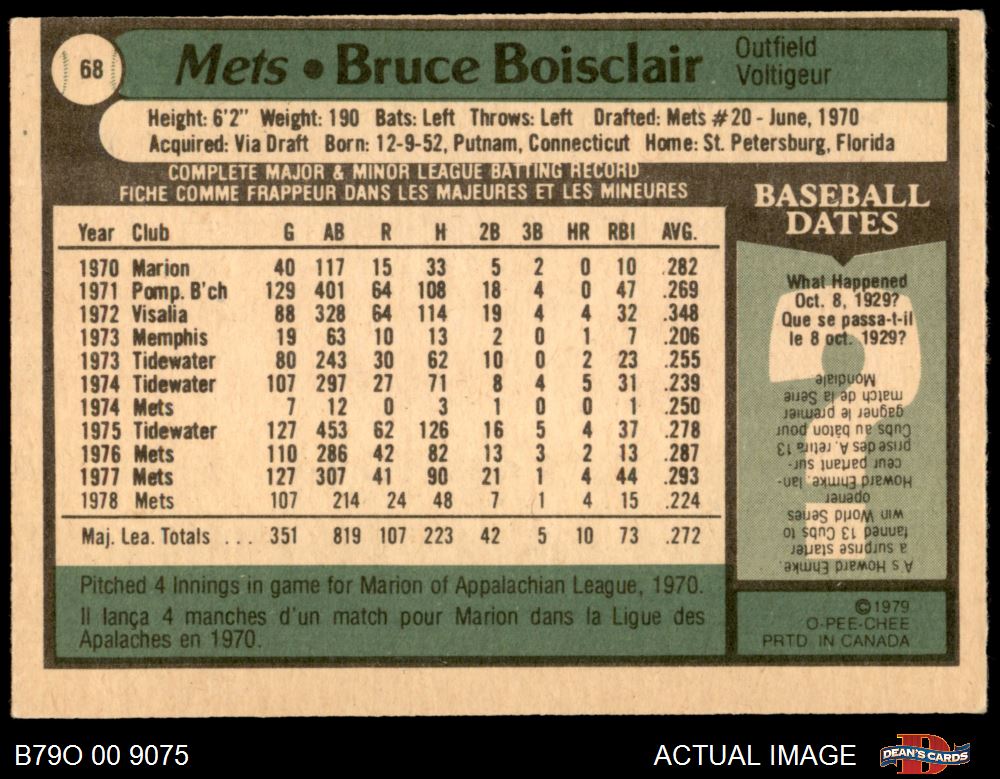 68
Mets • Bruce Boisclair
Outfield
Voltigeur
Height: 6'2" Weight: 190 Bats: Left Throws: Left Drafted: Mets #20 - June, 1970
Acquired: Via Draft Born: 12-9-52, Putnam, Connecticut Home: St. Petersburg, Florida
COMPLETE MAJOR & MINOR LEAGUE BATTING RECORD
FICHE COMME FRAPPEUR DANS LES MAJEURES ET LES MINEURES
Year Club G AB R H 2B 3B HR RBI AVG.
1970 Marion 40 117 15 33 5 2 0 10 .282
1971 Pomp. B'ch 129 401 64 108 18 4 0 47 .269
1972 Visalia 88 328 64 114 19 4 4 32 .348
1973 Memphis 19 63 10 13 2 0 1 7 .206
1973 Tidewater 80 243 30 62 10 0 2 23 .255
1974 Tidewater 107 297 27 71 8 4 5 31 .239
1974 Mets 7 12 0 3 1 0 0 1 .250
1975 Tidewater 127 453 62 126 16 5 4 37 .278
1976 Mets 110 286 42 82 13 3 2 13 .287
1977 Mets 127 307 41 90 21 1 4 44 .293
1978 Mets 107 214 24 48 7 1 4 15 .224
Maj. Lea. Totals ... 351 819 107 223 42 5 10 73 .272
Pitched 4 Innings in game for Marion of Appalachian League, 1970.
Il lança 4 manches d'un match pour Marion dans la Ligue des
Apalaches en 1970.
BASEBALL
DATES
What Happened
Oct. 8, 1929?
Que se passa-t-il
le 8 oct. 1929?
A's Howard Ehmke,
a surprise starter
fanned 13 Cubs to
win World Series
opener
Howard Ehmke, lan-
ceur partant sur-
prise des A, retira 13
Cubs au bâton pour
gagner le premier
match de la Série
Mondiale
©1979
O-PEE-CHEE
PRTD IN CANADA
B79O 00 9075
ACTUAL IMAGE
DEAN'S CARDS